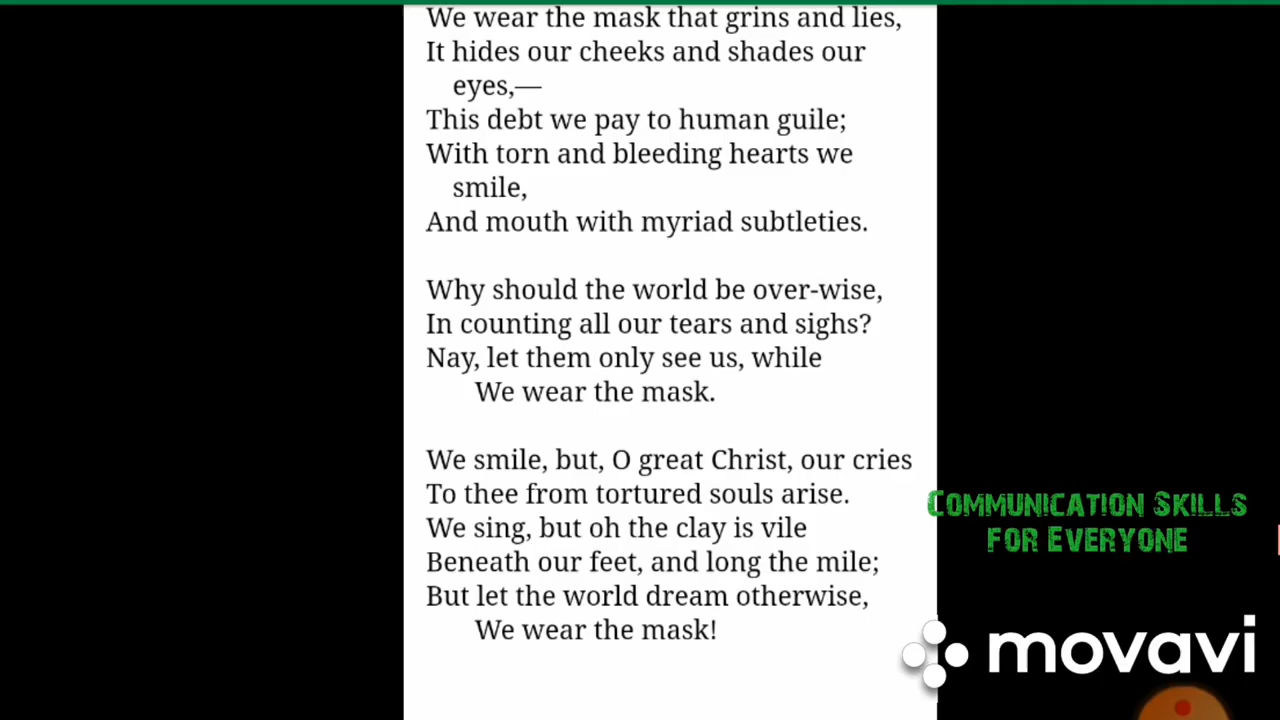 We wear the mask that grins and lies,
It hides our cheeks and shades our
eyes,—
This debt we pay to human guile;
With torn and bleeding hearts we
smile,
And mouth with myriad subtleties.
Why should the world be over-wise,
In counting all our tears and sighs?
Nay, let them only see us, while
We wear the mask.
We smile, but, O great Christ, our cries
To thee from tortured souls arise.
We sing, but oh the clay is vile
Beneath our feet, and long the mile;
But let the world dream otherwise,
We wear the mask!
COMMUNICATION SKILLS
FOR EVERYONE
movavi